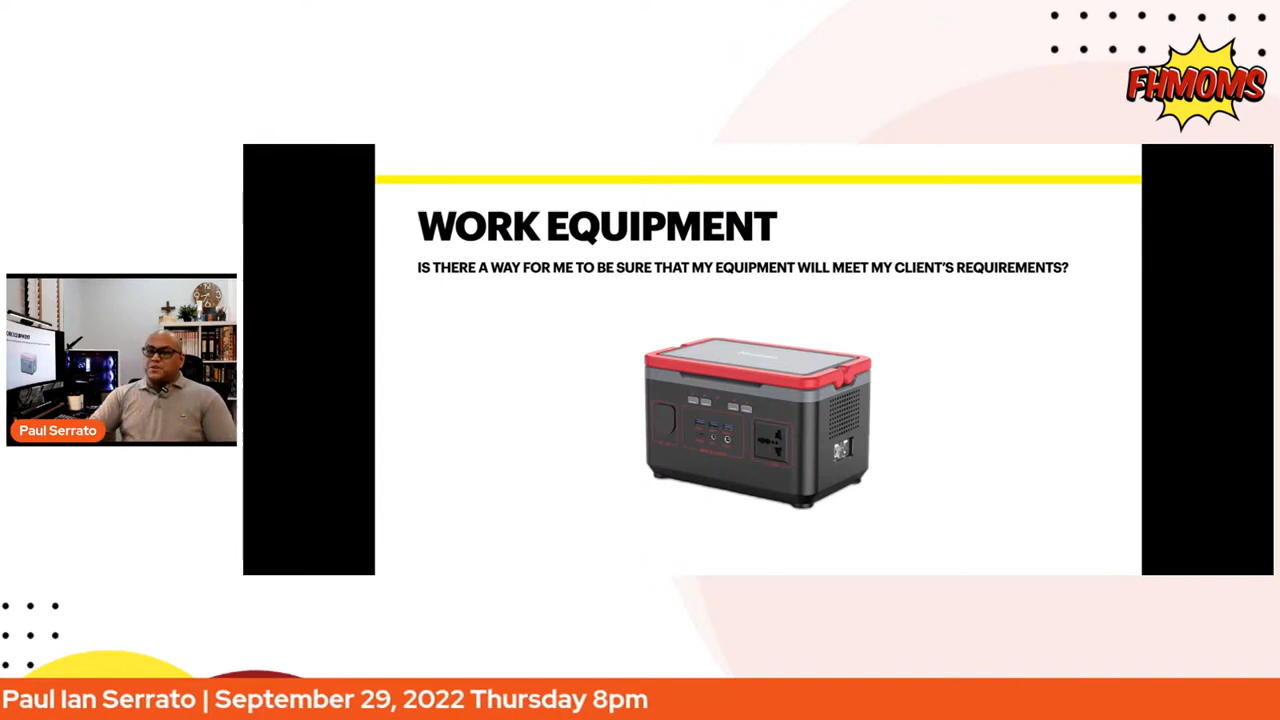 FHMOMS
WORK EQUIPMENT
IS THERE A WAY FOR ME TO BE SURE THAT MY EQUIPMENT WILL MEET MY CLIENT'S REQUIREMENTS?
Paul Serrato
Paul Ian Serrato | September 29, 2022 Thursday 8pm